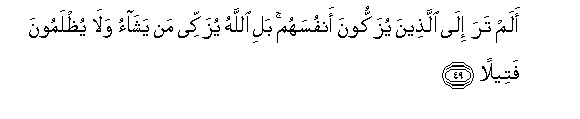 أَلَمْ تَرَ إِلَى ٱلَّذِينَ يُزَكُّونَ أَنفُسَهُم ۚ بَلِ ٱللَّهُ يُزَكِّى مَن يَشَآءُ وَلَا يُظْلَمُونَ
فَتِيلًا ﴿٤٩﴾